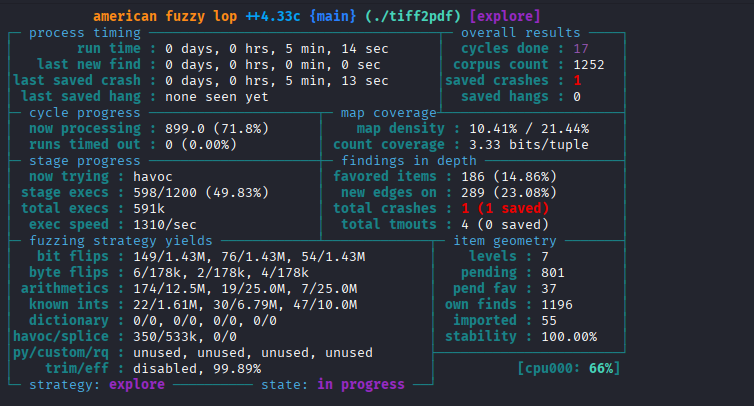 american fuzzy lop ++4.33c {main} (./tiff2pdf) [explore]
process timing overall results
run time : 0 days, 0 hrs, 5 min, 14 sec cycles done : 17
last new find : 0 days, 0 hrs, 0 min, 0 sec corpus count : 1252
last saved crash : 0 days, 0 hrs, 5 min, 13 sec saved crashes : 1
last saved hang : none seen yet saved hangs : 0
cycle progress map coverage
now processing : 899.0 (71.8%) map density : 10.41% / 21.44%
runs timed out : 0 (0.00%) count coverage : 3.33 bits/tuple
stage progress findings in depth
now trying : havoc favored items : 186 (14.86%)
stage execs : 598/1200 (49.83%) new edges on : 289 (23.08%)
total execs : 591k total crashes : 1 (1 saved)
exec speed : 1310/sec total tmouts : 4 (0 saved)
fuzzing strategy yields item geometry
bit flips : 149/1.43M, 76/1.43M, 54/1.43M levels : 7
byte flips : 6/178k, 2/178k, 4/178k pending : 801
arithmetics : 174/12.5M, 19/25.0M, 7/25.0M pend fav : 37
known ints : 22/1.61M, 30/6.79M, 47/10.0M own finds : 1196
dictionary : 0/0, 0/0, 0/0, 0/0 imported : 55
havoc/splice : 350/533k, 0/0 stability : 100.00%
py/custom/rq : unused, unused, unused, unused
trim/eff : disabled, 99.89% [cpu000: 66%]
strategy: explore state: in progress